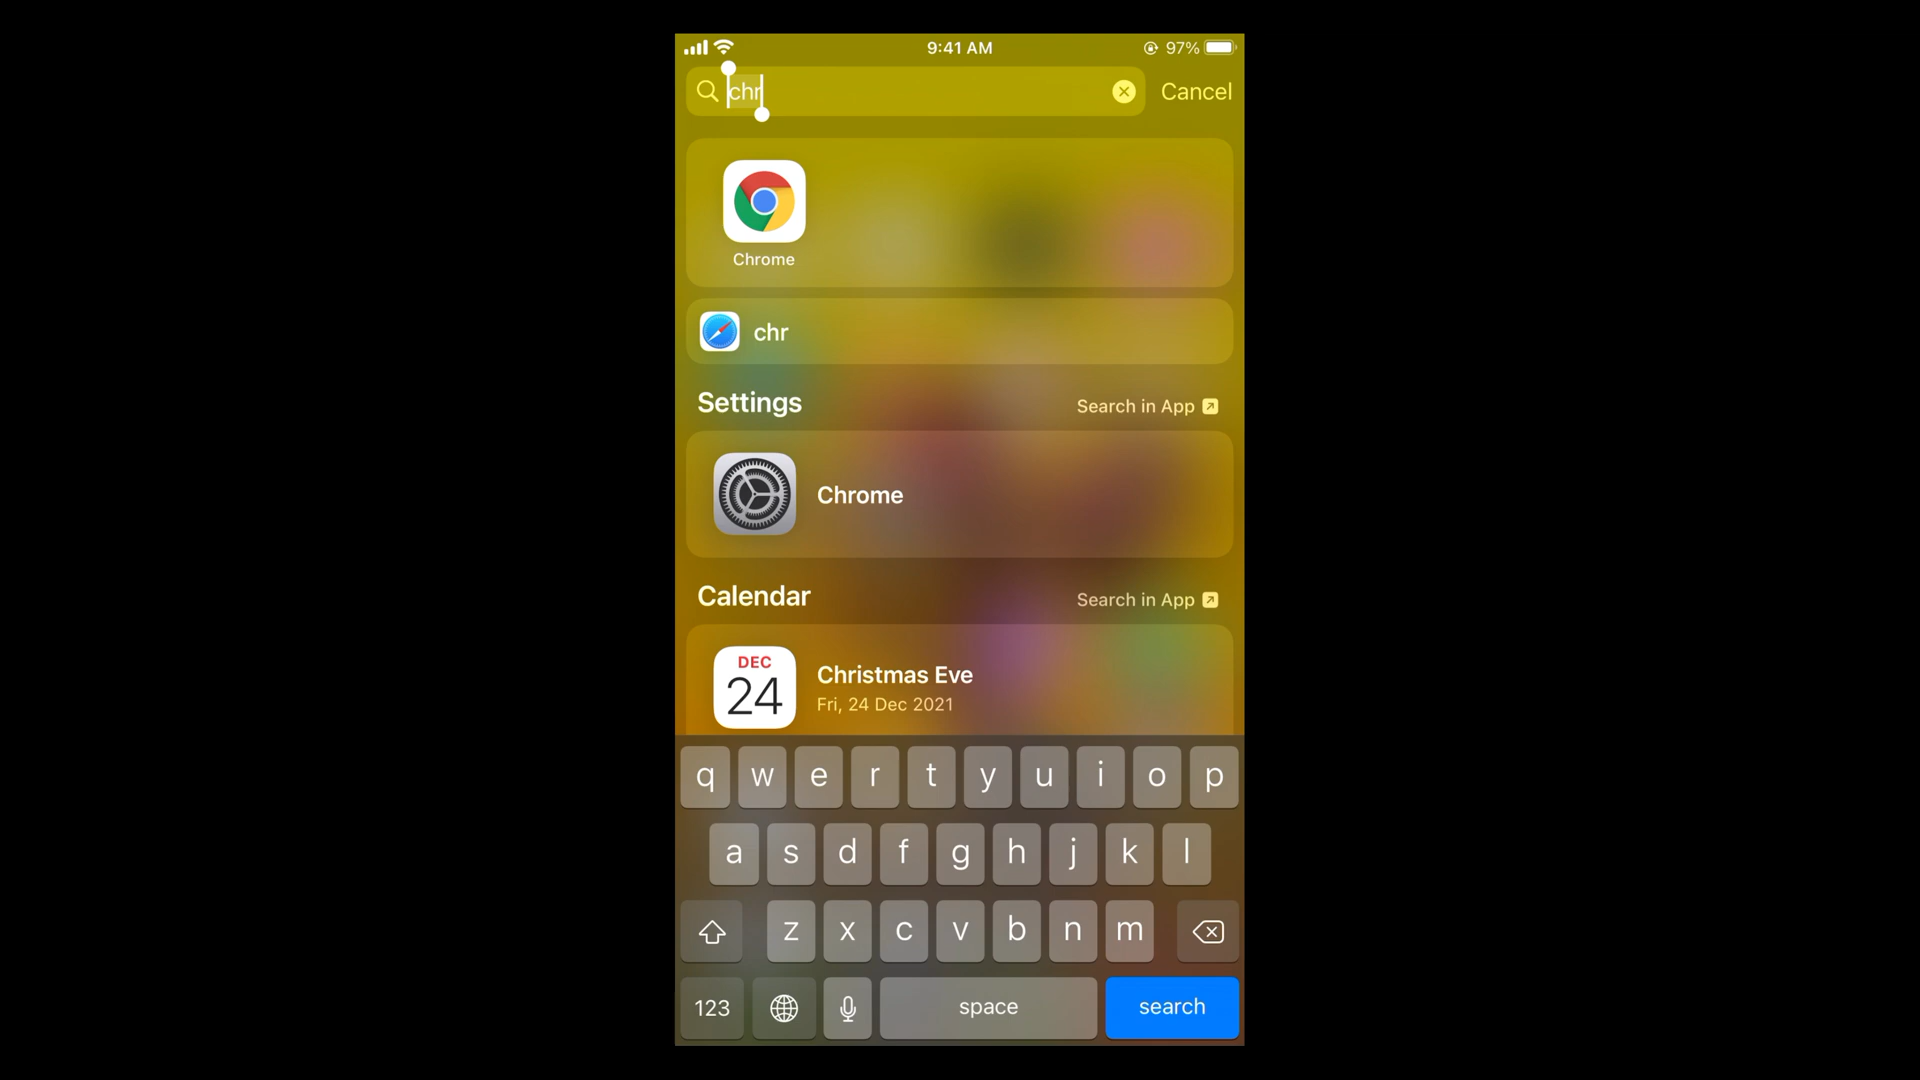 9:41 AM 97%
chr Cancel
Chrome
chr
Settings Search in App
Chrome
Calendar Search in App
DEC
24
Christmas Eve
Fri, 24 Dec 2021
q w e r t y u i o p
a s d f g h j k l
z x c v b n m
123 space search